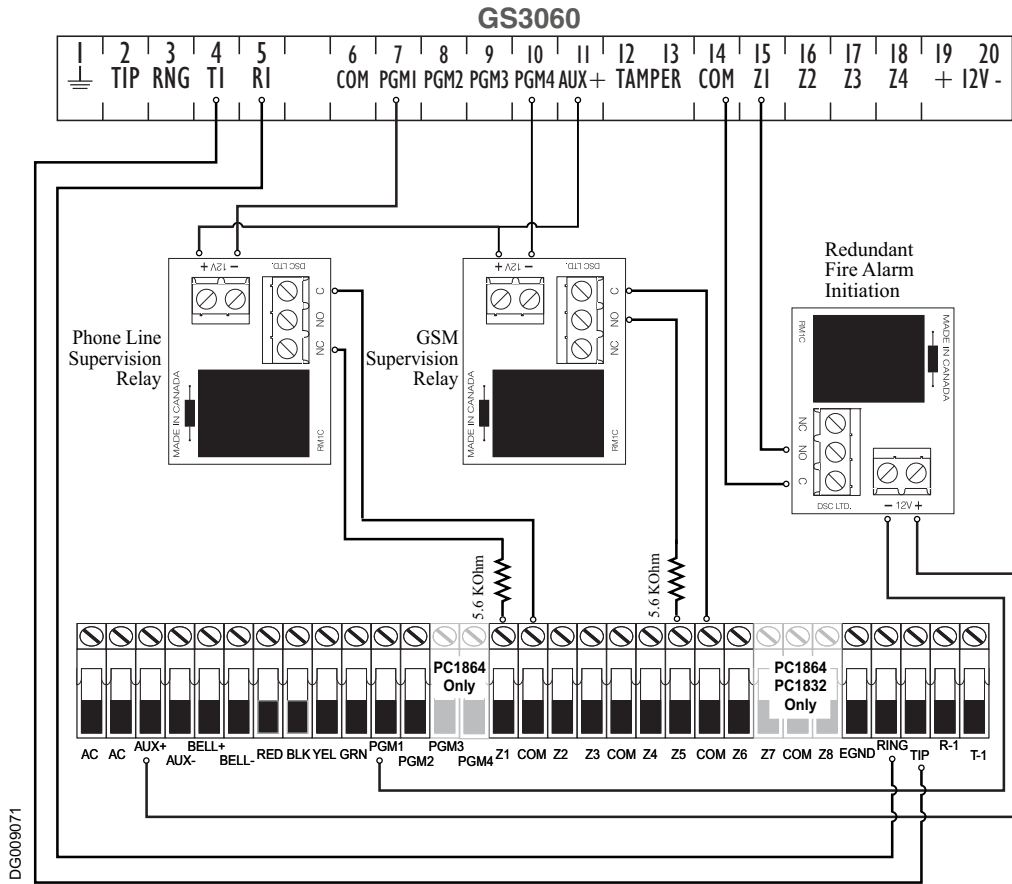 GS3060
1 2 3 4 5 6 7 8 9 10 11 12 13 14 15 16 17 18 19 20
TIP RNG T1 R1 COM PGM1 PGM2 PGM3 PGM4 AUX+ TAMPER COM Z1 Z2 Z3 Z4 + 12V -
Phone Line
Supervision
Relay
+ 12V −
DSC LTD.
C
NO
NC
MADE IN CANADA
RM1C
GSM
Supervision
Relay
+ 12V −
DSC LTD.
C
NO
NC
MADE IN CANADA
RM1C
Redundant
Fire Alarm
Initiation
RM1C
MADE IN CANADA
NC
NO
C
DSC LTD.
− 12V +
5.6 KOhm
5.6 KOhm
PC1864
Only
PC1864
PC1832
Only
AC AC AUX+ AUX- BELL+ BELL- RED BLK YEL GRN PGM1 PGM2 PGM3 PGM4 Z1 COM Z2 Z3 COM Z4 Z5 COM Z6 Z7 COM Z8 EGND RING TIP R-1 T-1
DG009071